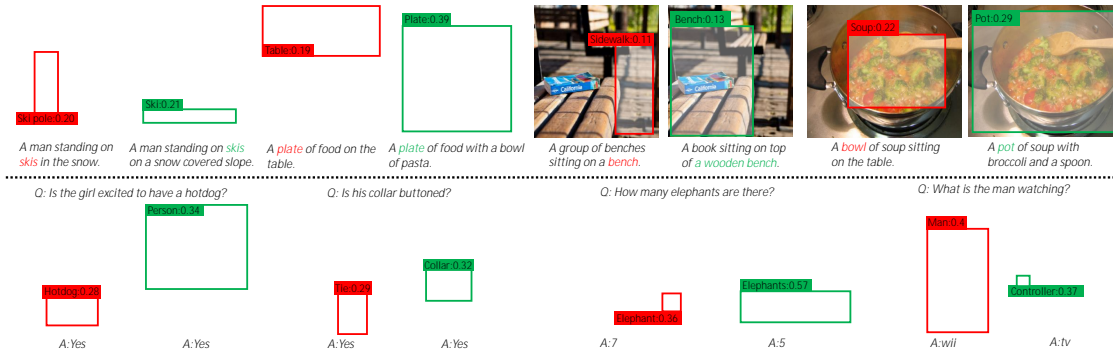 Ski pole:0.20
Ski:0.21
Table:0.19
Plate:0.39
Sidewalk:0.11
Bench:0.13
California
Soup:0.22
Pot:0.29
A man standing on
skis in the snow.
A man standing on skis
on a snow covered slope.
A plate of food on the
table.
A plate of food with a bowl
of pasta.
A group of benches
sitting on a bench.
A book sitting on top
of a wooden bench.
A bowl of soup sitting
on the table.
A pot of soup with
broccoli and a spoon.
Q: Is the girl excited to have a hotdog?
Q: Is his collar buttoned?
Q: How many elephants are there?
Q: What is the man watching?
Hotdog:0.28
Person:0.34
Tie:0.29
Collar:0.32
Elephant:0.36
Elephants:0.57
Man:0.4
Controller:0.37
A:Yes
A:Yes
A:Yes
A:Yes
A:7
A:5
A:wii
A:tv